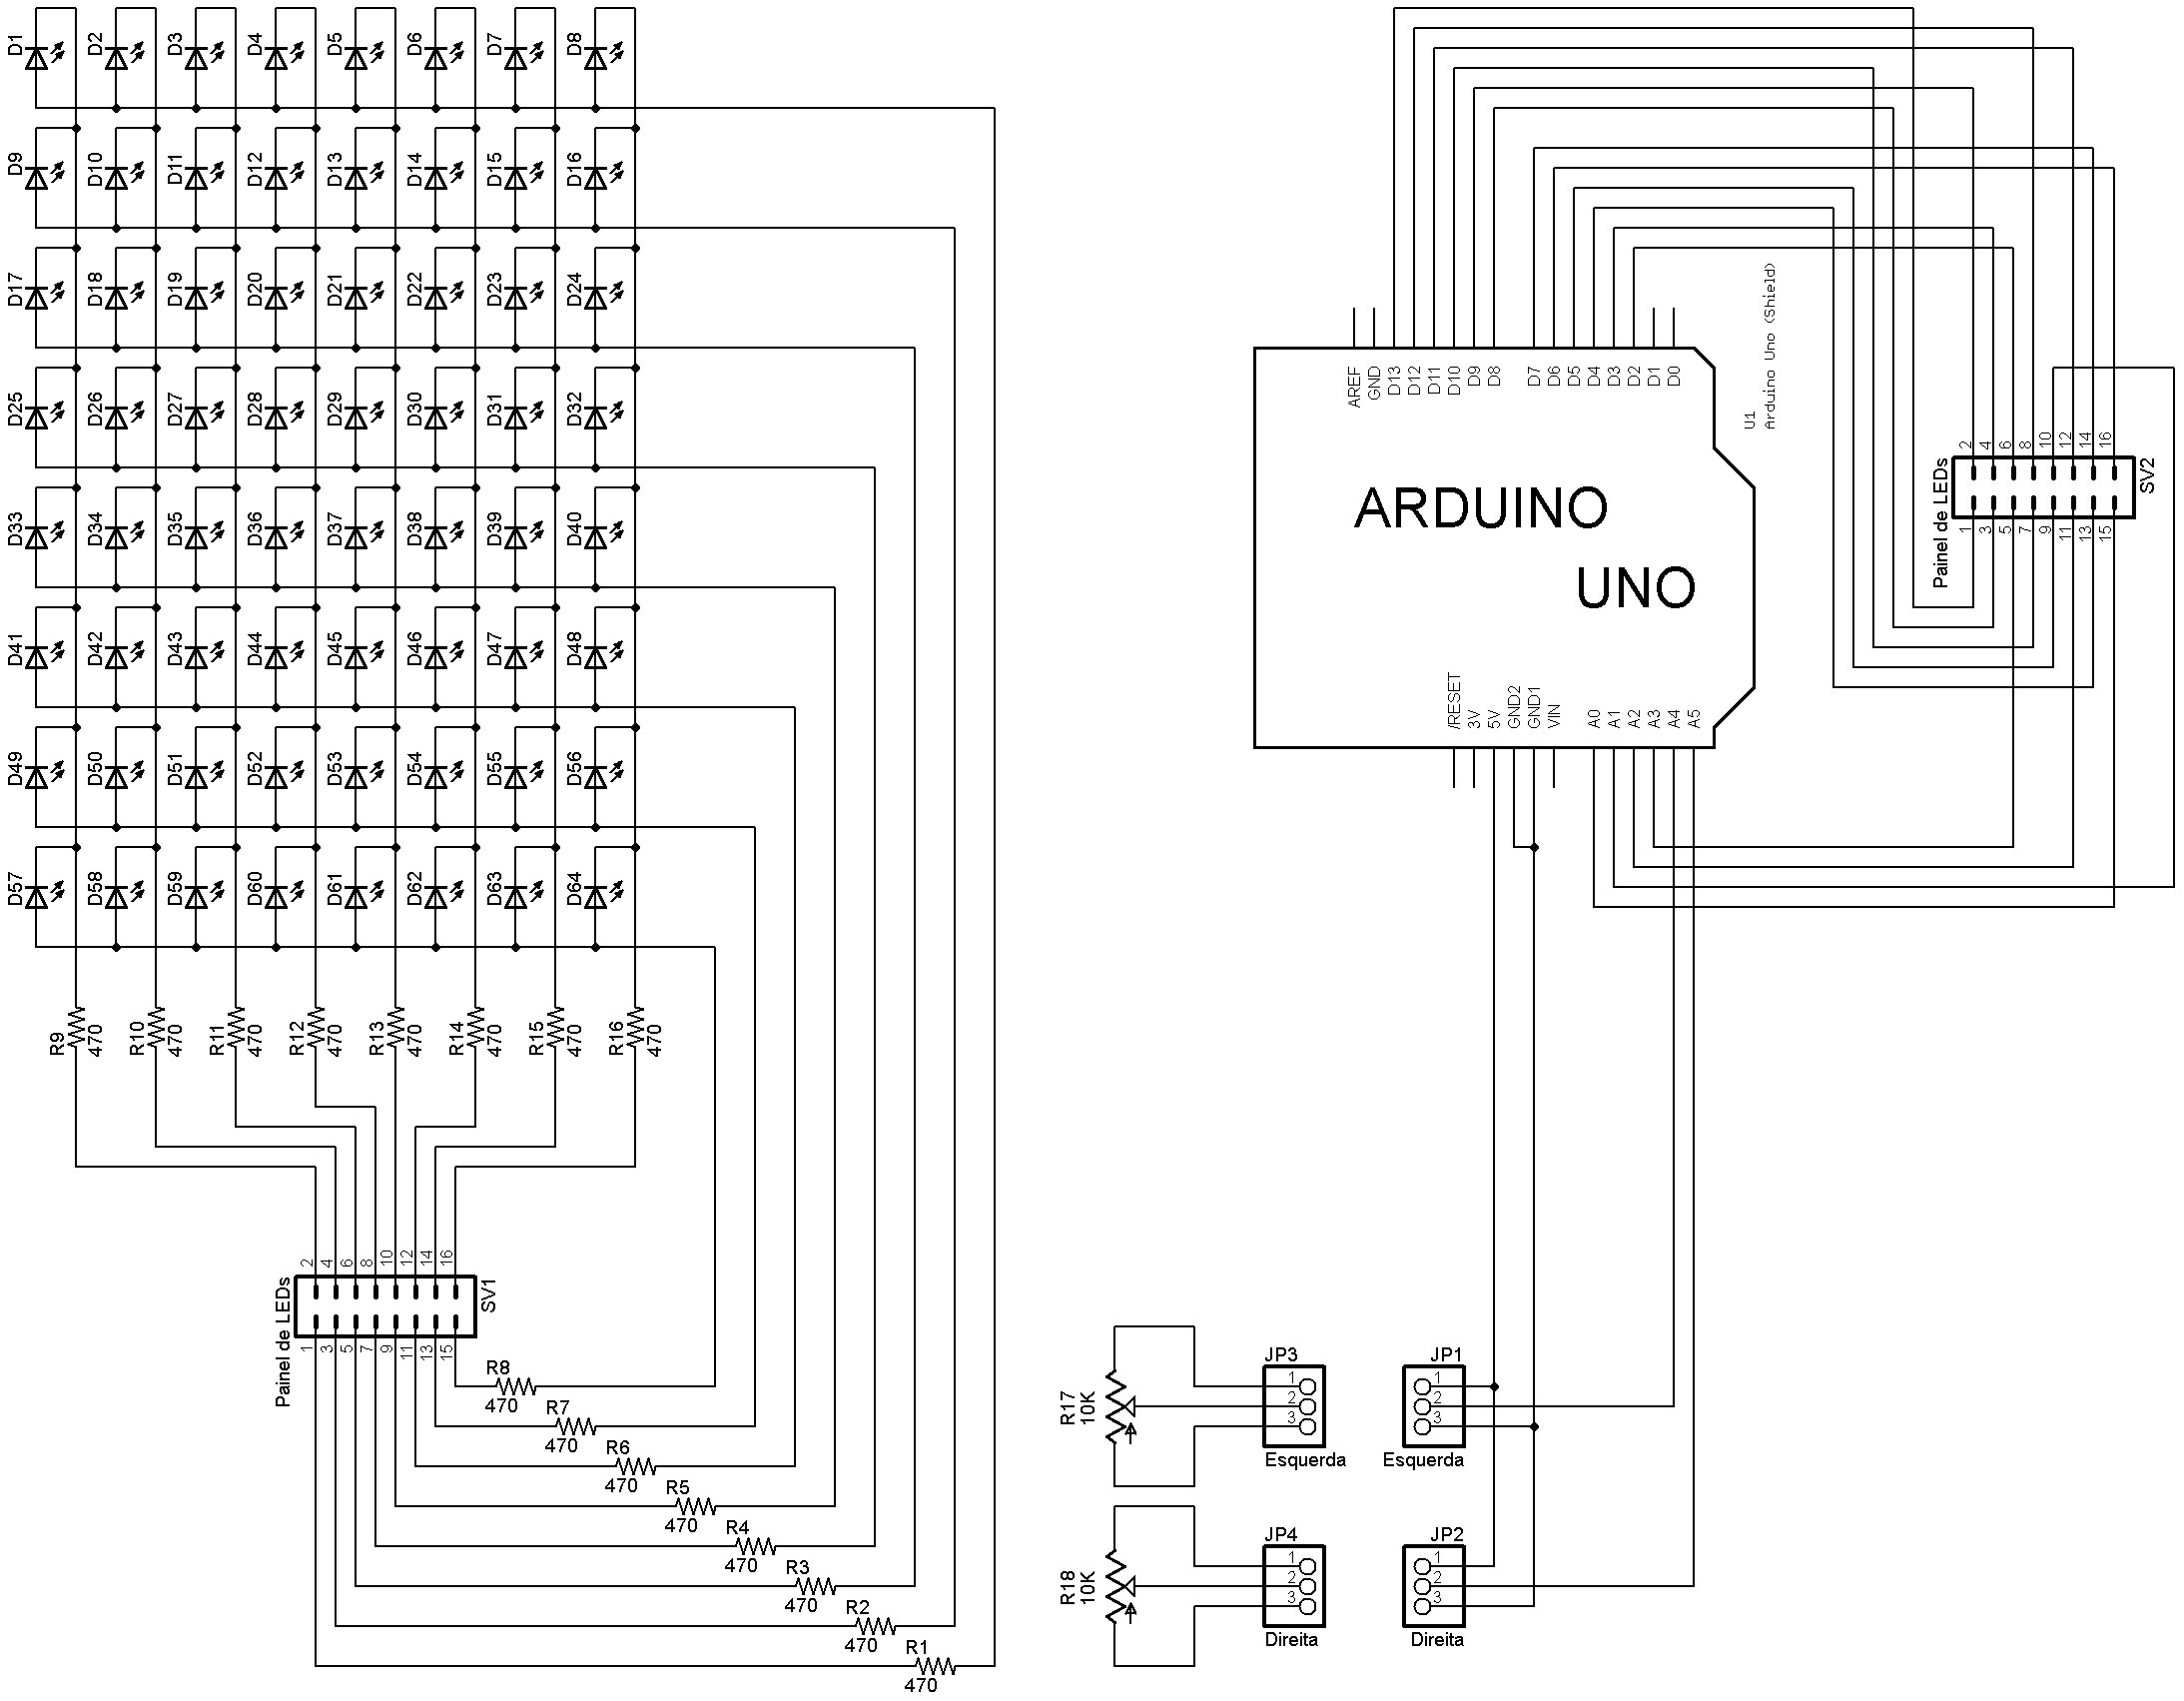 D1 D2 D3 D4 D5 D6 D7 D8
D9 D10 D11 D12 D13 D14 D15 D16
D17 D18 D19 D20 D21 D22 D23 D24
D25 D26 D27 D28 D29 D30 D31 D32
D33 D34 D35 D36 D37 D38 D39 D40
D41 D42 D43 D44 D45 D46 D47 D48
D49 D50 D51 D52 D53 D54 D55 D56
D57 D58 D59 D60 D61 D62 D63 D64
R9 470 R10 470 R11 470 R12 470 R13 470 R14 470 R15 470 R16 470
2 4 6 8 10 12 14 16
Painel de LEDs
SV1
1 3 5 7 9 11 13 15
R8
470
R7
470
R6
470
R5
470
R4
470
R3
470
R2
470
R1
470
AREF GND D13 D12 D11 D10 D9 D8 D7 D6 D5 D4 D3 D2 D1 D0
U1
Arduino Uno (Shield)
ARDUINO
UNO
/RESET 3V 5V GND2 GND1 VIN A0 A1 A2 A3 A4 A5
2 4 6 8 10 12 14 16
Painel de LEDs
SV2
1 3 5 7 9 11 13 15
R17
10K
JP3
1
2
3
Esquerda
JP1
1
2
3
Esquerda
R18
10K
JP4
1
2
3
Direita
JP2
1
2
3
Direita